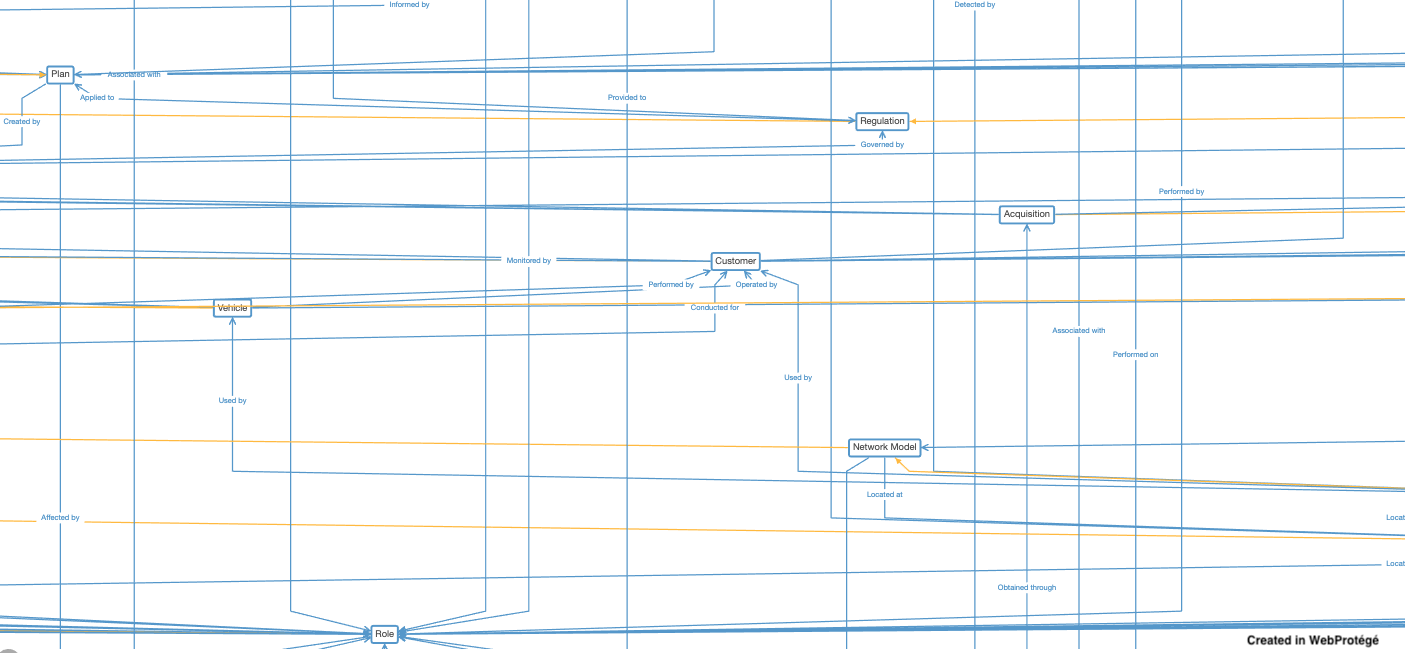 Informed by
Detected by
Plan
Associated with
Applied to
Provided to
Created by
Regulation
Governed by
Performed by
Acquisition
Monitored by
Customer
Performed by
Operated by
Vehicle
Conducted for
Associated with
Performed on
Used by
Used by
Network Model
Located at
Affected by
Locat
Locat
Obtained through
Role
Created in WebProtégé